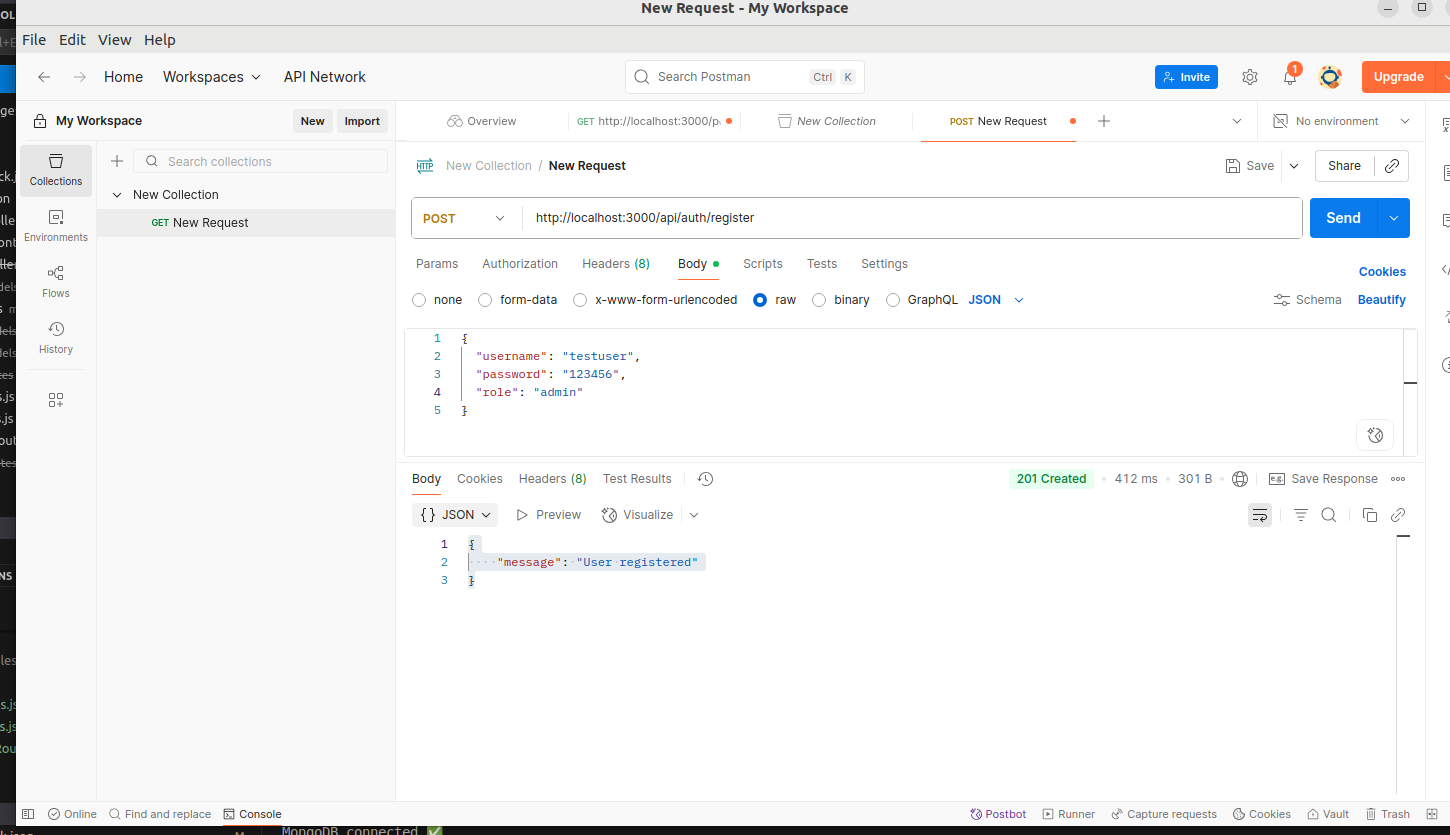 New Request - My Workspace
File Edit View Help
Home Workspaces API Network
Search Postman Ctrl K
Invite
1
Upgrade
My Workspace New Import
Overview GET http://localhost:3000/p New Collection POST New Request No environment
Collections
Environments
Flows
History
Search collections
New Collection
GET New Request
HTTP New Collection / New Request
Save Share
POST http://localhost:3000/api/auth/register
Send
Params Authorization Headers (8) Body Scripts Tests Settings
Cookies
none form-data x-www-form-urlencoded raw binary GraphQL JSON
Schema Beautify
1 {
2 "username": "testuser",
3 "password": "123456",
4 "role": "admin"
5 }
Body Cookies Headers (8) Test Results
201 Created 412 ms 301 B e.g. Save Response
{} JSON Preview Visualize
1 {
2 ····"message":·"User·registered"
3 }
Online Find and replace Console
Postbot Runner Capture requests Cookies Vault Trash
MongoDB connected ✅